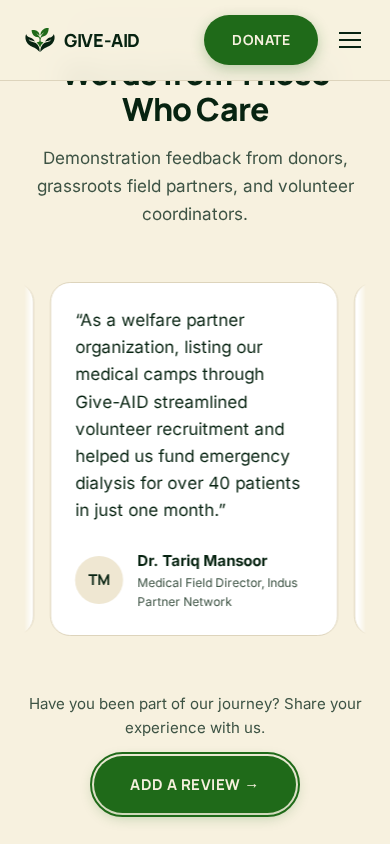 GIVE-AID
DONATE
Words from Those
Who Care
Demonstration feedback from donors,
grassroots field partners, and volunteer
coordinators.
“As a welfare partner
organization, listing our
medical camps through
Give-AID streamlined
volunteer recruitment and
helped us fund emergency
dialysis for over 40 patients
in just one month.”
TM
Dr. Tariq Mansoor
Medical Field Director, Indus
Partner Network
Have you been part of our journey? Share your
experience with us.
ADD A REVIEW →